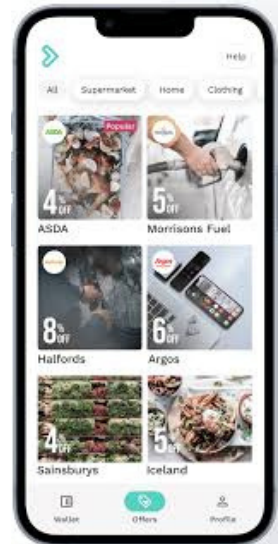 Help
All Supermarket Home Clothing
ASDA Popular
4% OFF 5% OFF
ASDA Morrisons Fuel
Argos
8% OFF 6% OFF
Halfords Argos
4% OFF 5% OFF
Sainsburys Iceland
Wallet Offers Profile